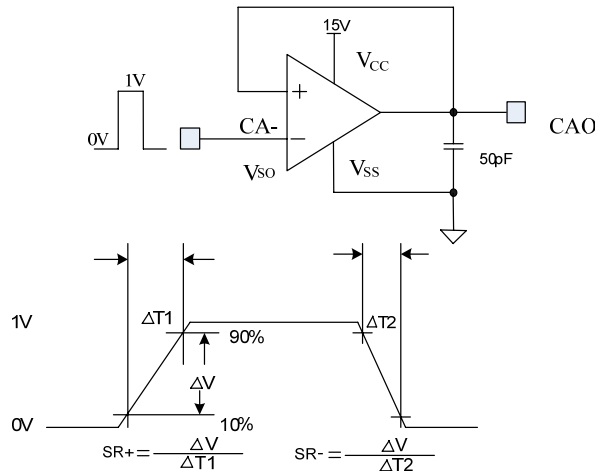 15V
VCC
1V
+
0V
CA-
−
CAO
VSO
VSS
50pF
1V
ΔT1
ΔT2
90%
ΔV
0V
10%
SR+= ΔV / ΔT1
SR-= ΔV / ΔT2